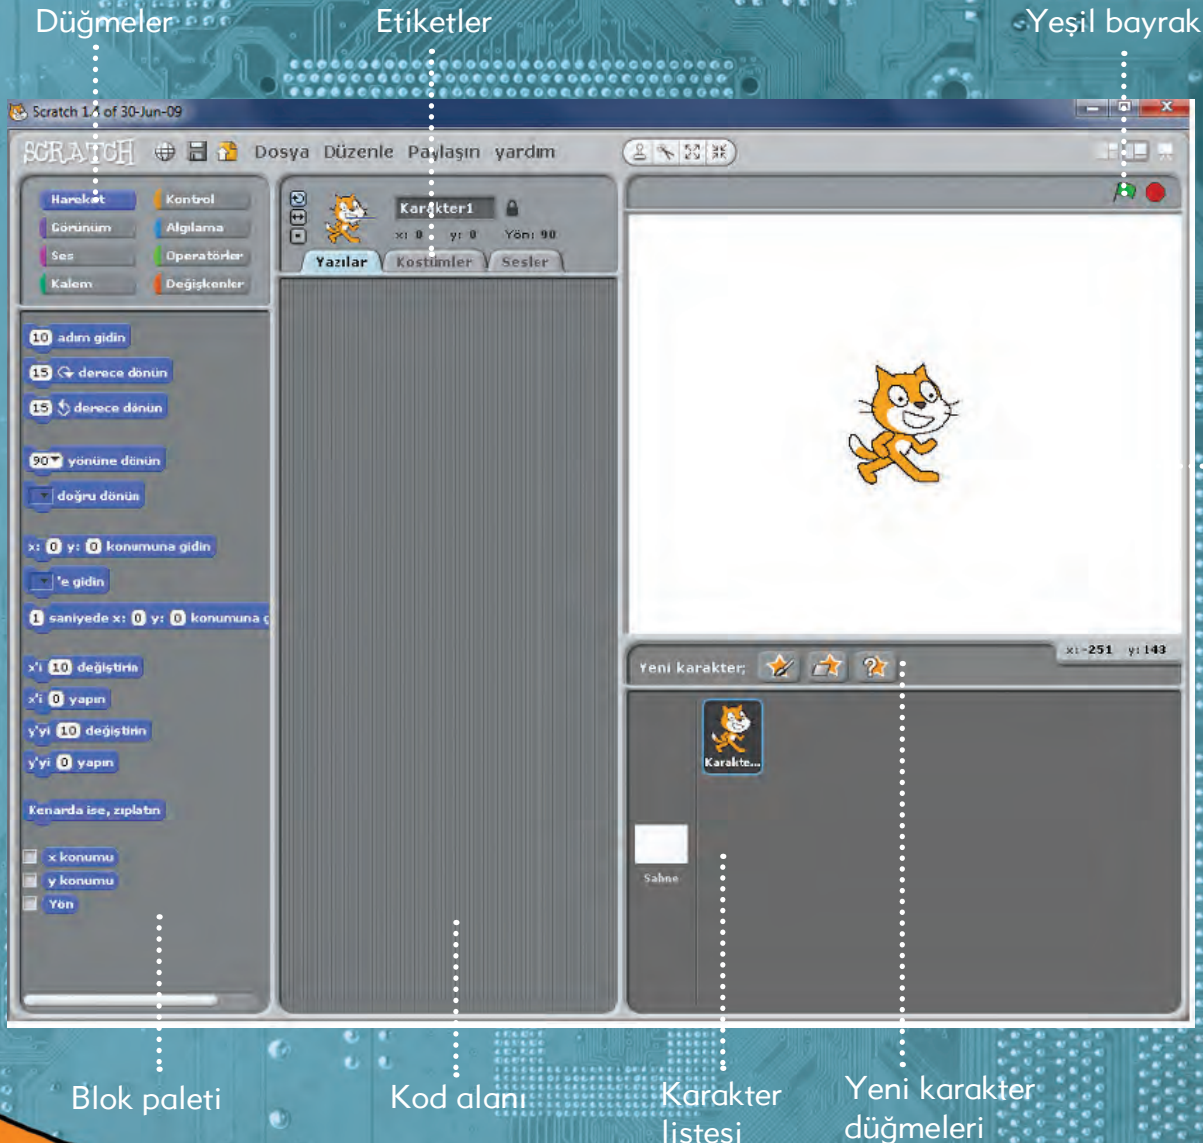 Düğmeler
Etiketler
Yeşil bayrak
Scratch 1.4 of 30-Jun-09
SCRATCH Dosya Düzenle Paylaşın yardım
Hareket Kontrol
Görünüm Algılama
Ses Operatörler
Kalem Değişkenler
Karakter1
x: 0 y: 0 Yön: 90
Yazılar Kostümler Sesler
10 adım gidin
15 derece dönün
15 derece dönün
90 yönüne dönün
doğru dönün
x: 0 y: 0 konumuna gidin
'e gidin
1 saniyede x: 0 y: 0 konumuna g
x'i 10 değiştirin
x'i 0 yapın
y'yi 10 değiştirin
y'yi 0 yapın
Kenarda ise, zıplatın
x konumu
y konumu
Yön
x: -251 y: 143
Yeni karakter:
Karakte...
Sahne
Blok paleti
Kod alanı
Karakter
listesi
Yeni karakter
düğmeleri